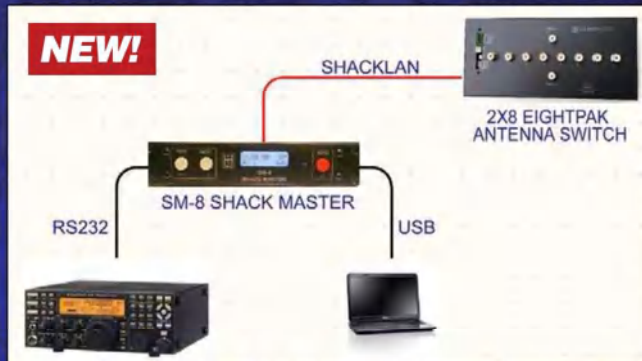 NEW!
SHACKLAN
2X8 EIGHTPAK
ANTENNA SWITCH
SM-8 SHACK MASTER
RS232
USB